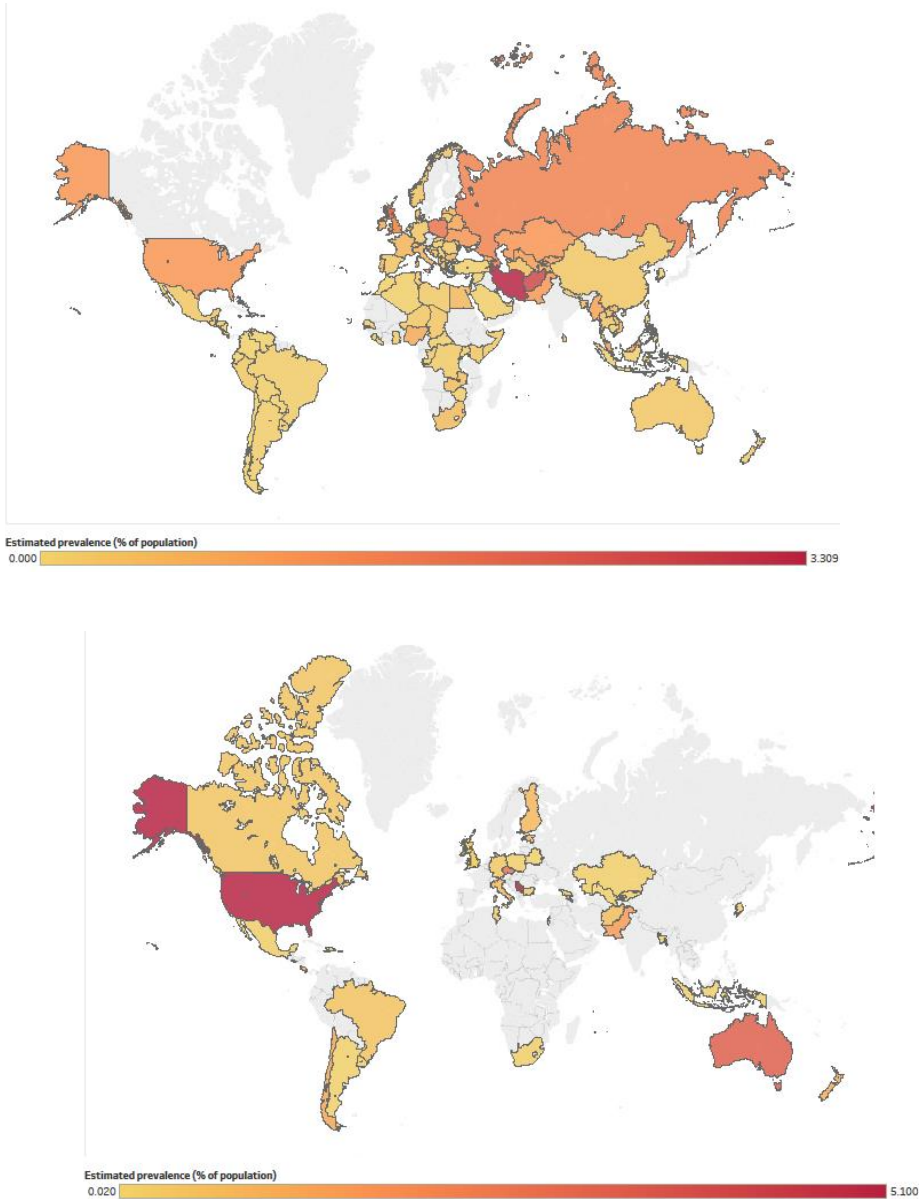 Estimated prevalence (% of population)
0.000 3.309
Estimated prevalence (% of population)
0.020 5.100